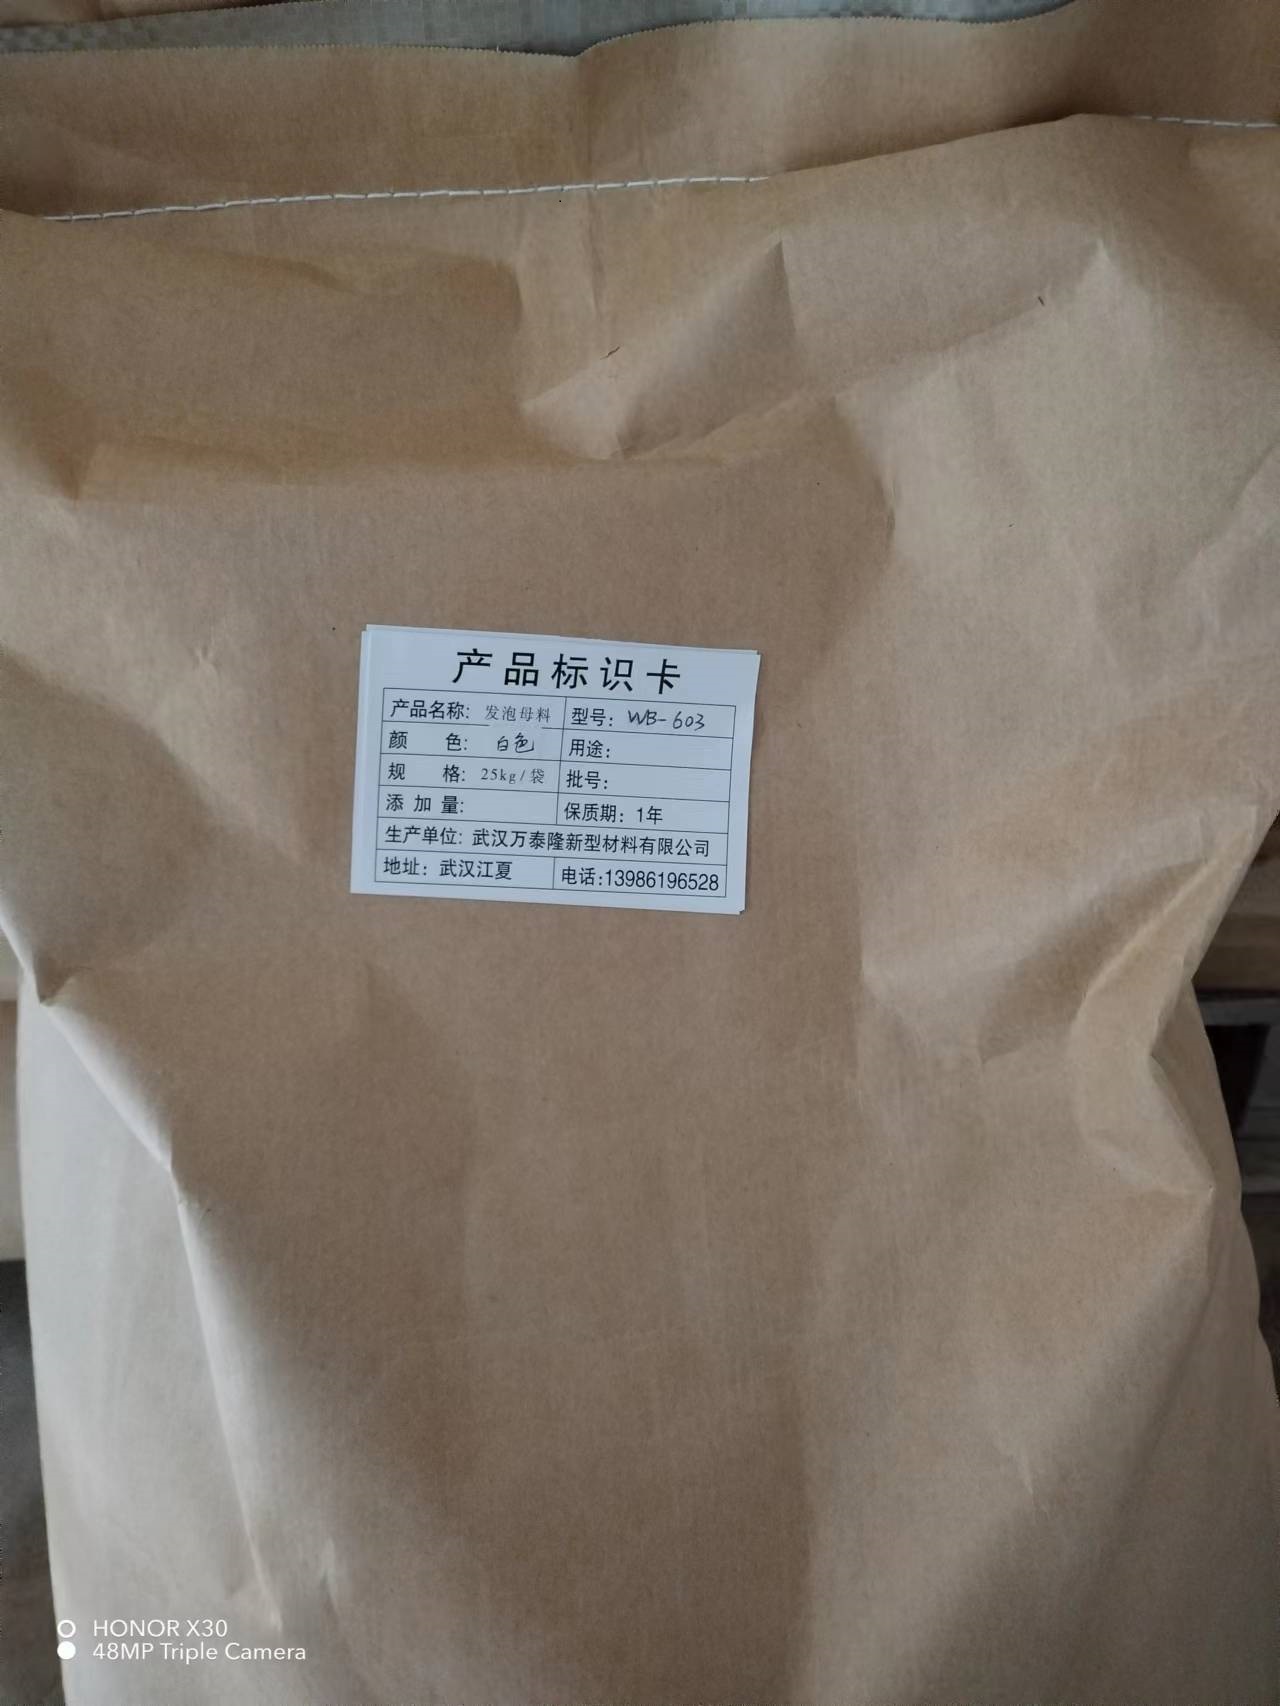 产品标识卡
产品名称: 发泡母料 型号: WB-603
颜 色: 白色 用途:
规 格: 25kg/袋 批号:
添加量: 保质期: 1年
生产单位: 武汉万泰隆新型材料有限公司
地址: 武汉江夏 电话:13986196528
HONOR X30
48MP Triple Camera